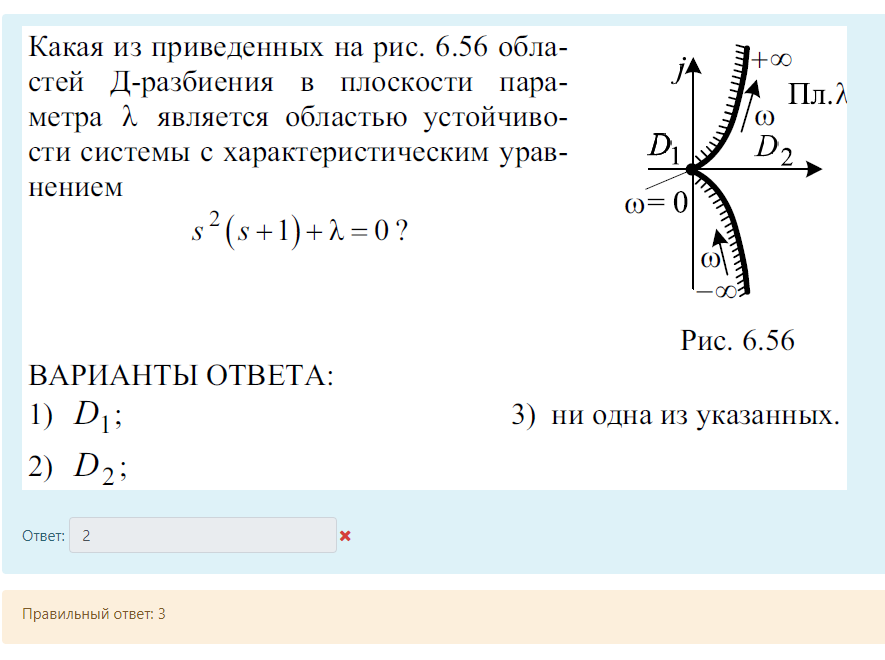 Какая из приведенных на рис. 6.56 обла-
стей Д-разбиения в плоскости пара-
метра λ является областью устойчиво-
сти системы с характеристическим урав-
нением
s²(s+1)+λ=0 ?
j
+∞
Пл.λ
ω
D₁
D₂
ω= 0
ω
−∞
Рис. 6.56
ВАРИАНТЫ ОТВЕТА:
1) D₁;
3) ни одна из указанных.
2) D₂;
Ответ: 2
Правильный ответ: 3